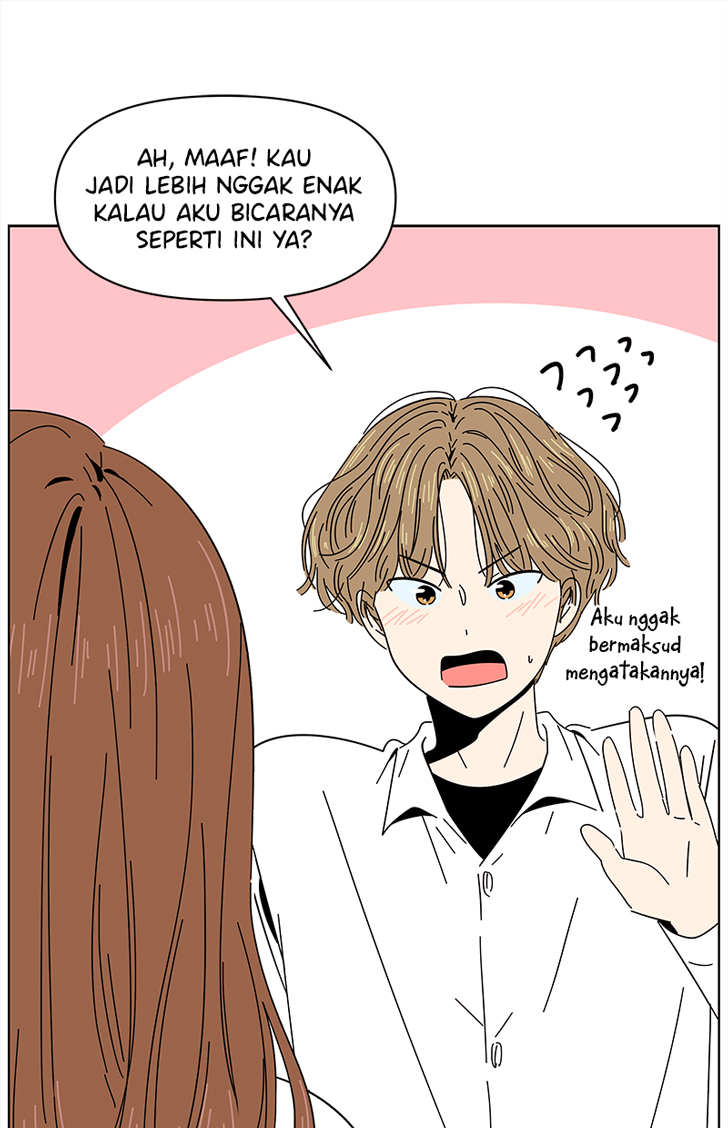 AH, MAAF! KAU
JADI LEBIH NGGAK ENAK
KALAU AKU BICARANYA
SEPERTI INI YA?
Aku nggak
bermaksud
mengatakannya!